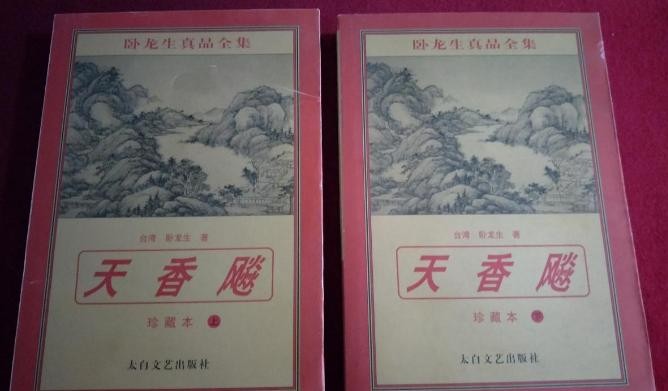 卧龙生真品全集
台湾 卧龙生 著
天香飚
珍藏本 上
太白文艺出版社
卧龙生真品全集
台湾 卧龙生 著
天香飚
珍藏本 下
太白文艺出版社